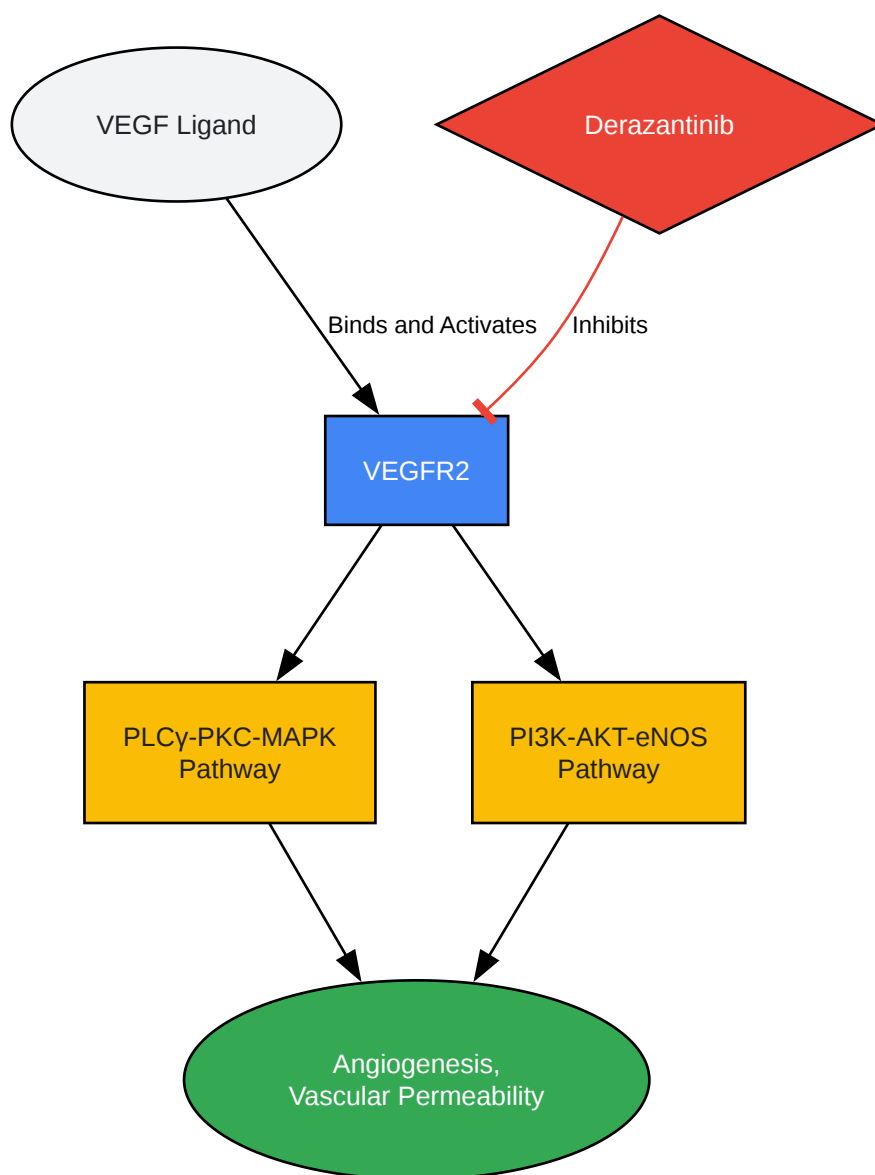 VEGF Ligand
Derazantinib
Binds and Activates
Inhibits
VEGFR2
PLCγ-PKC-MAPK
Pathway
PI3K-AKT-eNOS
Pathway
Angiogenesis,
Vascular Permeability